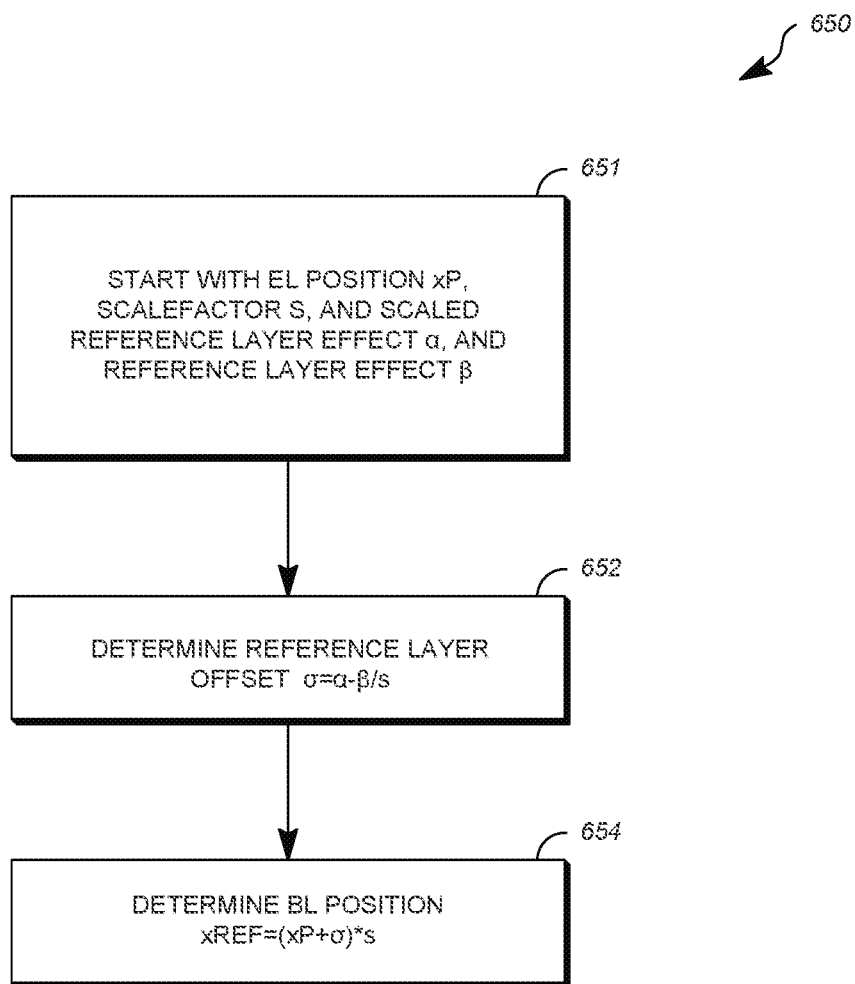 650
651
START WITH EL POSITION xP,
SCALEFACTOR S, AND SCALED
REFERENCE LAYER EFFECT α, AND
REFERENCE LAYER EFFECT β
652
DETERMINE REFERENCE LAYER
OFFSET σ=α-β/s
654
DETERMINE BL POSITION
xREF=(xP+σ)*s